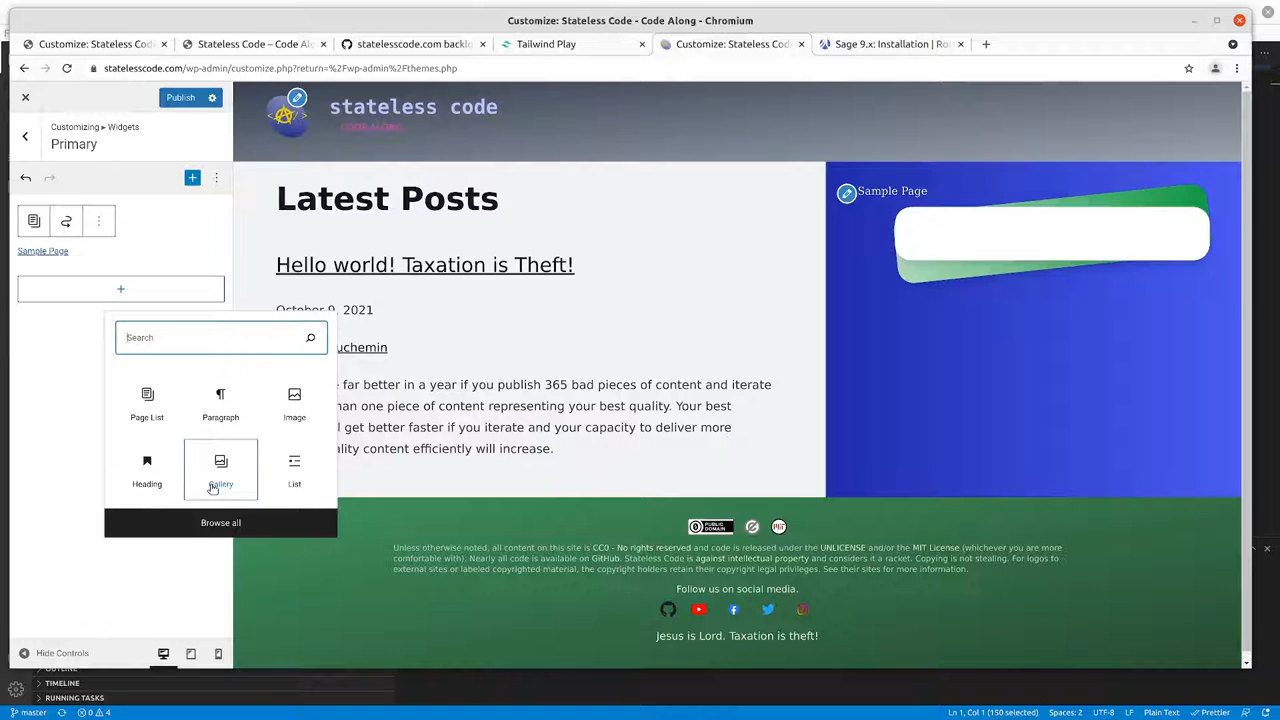 Customize: Stateless Code - Code Along - Chromium
Customize: Stateless C
Stateless Code – Code Al
statelesscode.com backl
Tailwind Play
Customize: Stateless Co
Sage 9.x: Installation | Ro
statelesscode.com/wp-admin/customize.php?return=%2Fwp-admin%2Fthemes.php
Publish
Customizing ▸ Widgets
Primary
Sample Page
Search
Page List
Paragraph
Image
Heading
Gallery
List
Browse all
Hide Controls
stateless code
CODE ALONG
Latest Posts
Hello world! Taxation is Theft!
October 9, 2021
uchemin
far better in a year if you publish 365 bad pieces of content and iterate
han one piece of content representing your best quality. Your best
l get better faster if you iterate and your capacity to deliver more
lity content efficiently will increase.
Sample Page
PUBLIC DOMAIN
Unless otherwise noted, all content on this site is CC0 - No rights reserved and code is released under the UNLICENSE and/or the MIT License (whichever you are more
comfortable with). Nearly all code is available on GitHub. Stateless Code is against intellectual property and considers it a racket. Copying is not stealing. For logos to
external sites or labeled copyrighted material, the copyright holders retain their copyright legal privileges. See their sites for more information.
Follow us on social media.
Jesus is Lord. Taxation is theft!
OUTLINE
TIMELINE
RUNNING TASKS
master
0 4
Ln 1, Col 1 (150 selected)
Spaces: 2
UTF-8
LF
Plain Text
Prettier